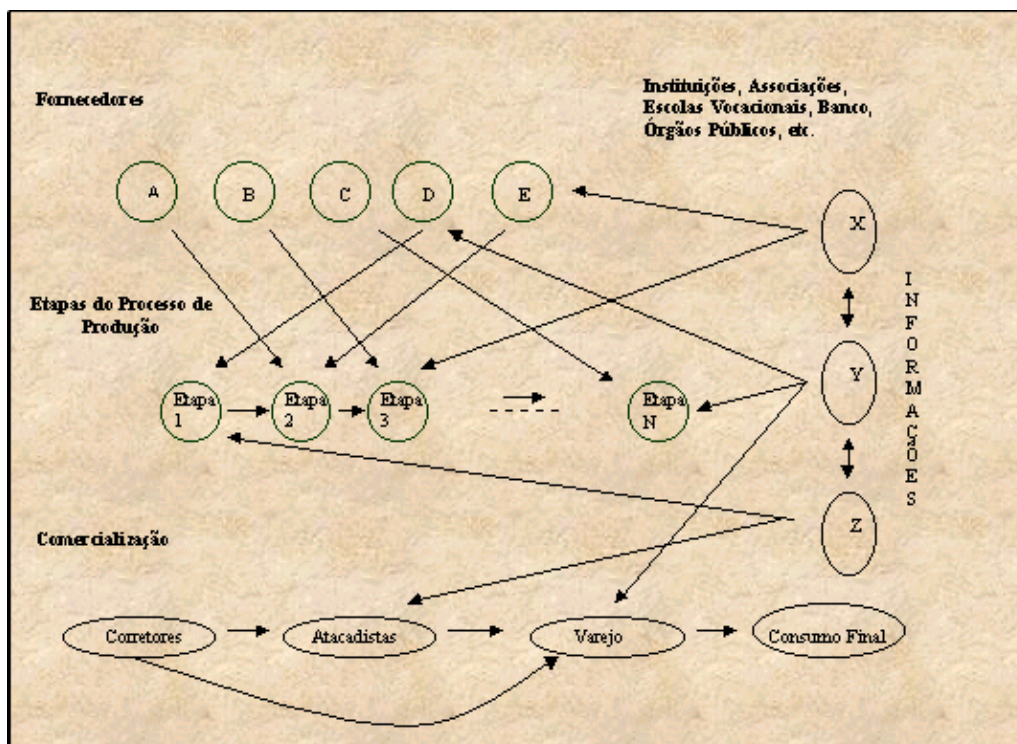 Fornecedores
Instituições, Associações,
Escolas Vocacionais, Banco,
Órgãos Públicos, etc.
A
B
C
D
E
X
Etapas do Processo de
Produção
Y
Etapa
1
Etapa
2
Etapa
3
Etapa
N
INFORMAÇÕES
Z
Comercialização
Corretores
Atacadistas
Varejo
Consumo Final